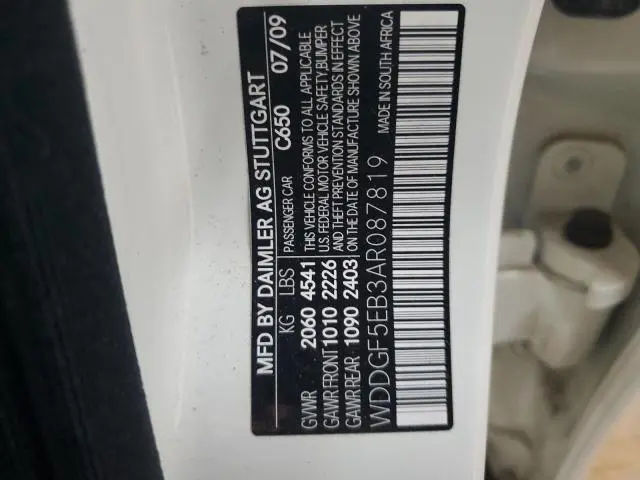 MFD BY DAIMLER AG STUTTGART
C650 07/09
KG LBS PASSENGER CAR
GVWR 2060 4541 THIS VEHICLE CONFORMS TO ALL APPLICABLE
GAWR FRONT 1010 2226 U.S. FEDERAL MOTOR VEHICLE SAFETY,BUMPER
AND THEFT PREVENTION STANDARDS IN EFFECT
GAWR REAR 1090 2403 ON THE DATE OF MANUFACTURE SHOWN ABOVE
WDDGF5EB3AR087819 MADE IN SOUTH AFRICA